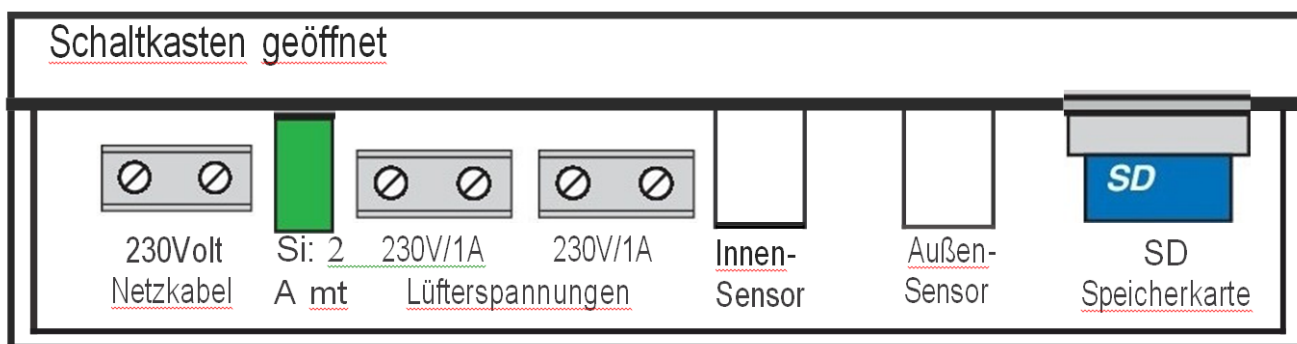 Schaltkasten geöffnet
SD
230Volt Si: 2 230V/1A 230V/1A Innen- Außen- SD
Netzkabel A mt Lüfterspannungen Sensor Sensor Speicherkarte